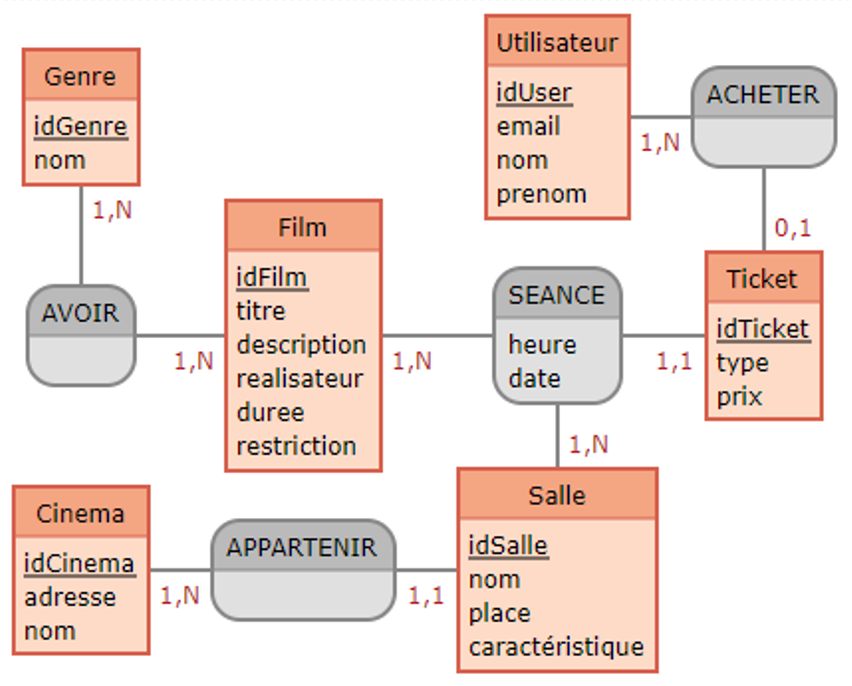 Genre
idGenre
nom
1,N
AVOIR
1,N
Film
idFilm
titre
description
realisateur
duree
restriction
1,N
Utilisateur
idUser
email
nom
prenom
1,N
ACHETER
0,1
Ticket
idTicket
type
prix
1,1
SEANCE
heure
date
1,N
Salle
idSalle
nom
place
caractéristique
1,1
APPARTENIR
1,N
Cinema
idCinema
adresse
nom